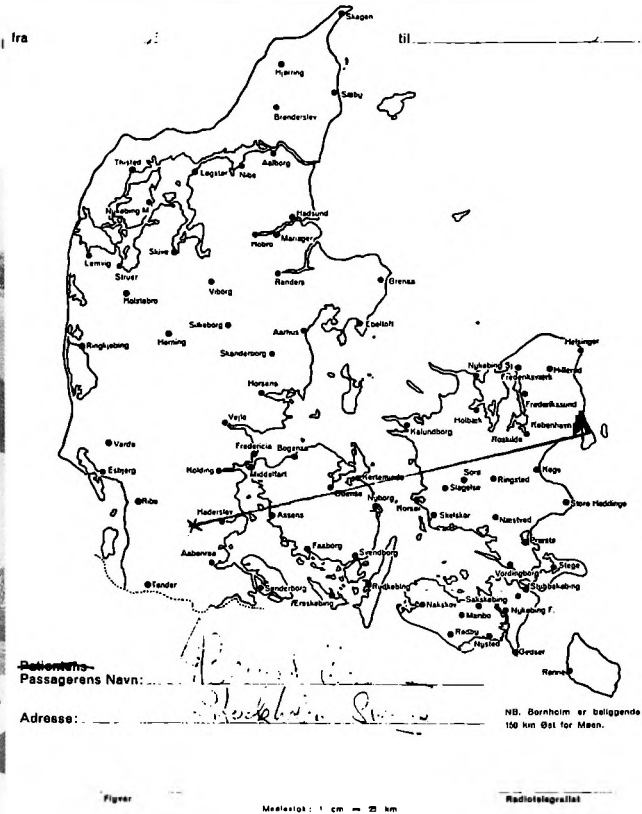 fra til
Skagen
Hjørring
Sæby
Brønderslev
Aalborg
Thisted
Løgstør Nibe
Nykøbing M
Hadsund
Hobro Mariager
Lemvig Skive
Struer
Randers
Holstebro Viborg
Grenaa
Silkeborg
Ebeltoft
Ringkjøbing Herning Aarhus
Skanderborg
Helsingør
Nykøbing S Hillerød
Frederiksværk
Horsens
Frederikssund
Holbæk København
Vejle
Kalundborg
Roskilde
Varde
Fredericia Bogense
Esbjerg Kolding Middelfart
Kerteminde
Sorø Køge
Odense
Slagelse Ringsted
Nyborg
Ribe Korsør Store Heddinge
Haderslev Assens Skelskør Næstved
Præstø
Faaborg
Aabenraa Svendborg
Vordingborg Stege
Tønder Sønderborg Rudkøbing
Stubbekøbing
Ærøskøbing
Nakskov Sakskøbing
Maribo Nykøbing F.
Rødby
Nysted
Gedser
Rønne
Patientens
Passagerens Navn:
Adresse:
NB. Bornholm er beliggende
150 km Øst for Møen.
Flyver Radiotelegrafist
Maalestok: 1 cm = 21 km